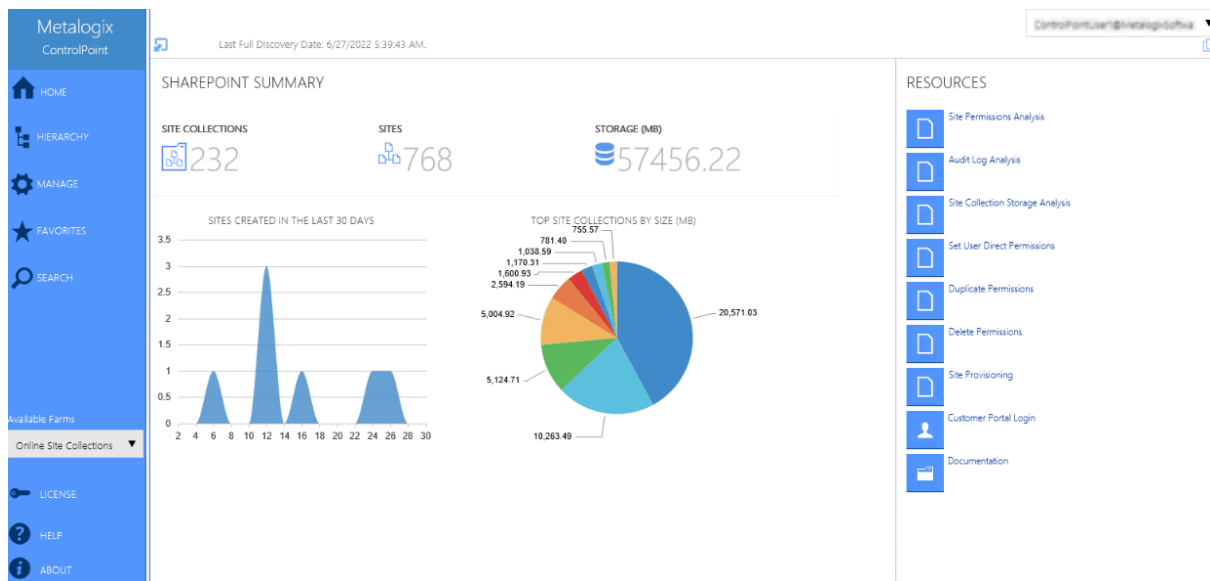 Metalogix
ControlPoint
HOME
HIERARCHY
MANAGE
FAVORITES
SEARCH
Available Farms
Online Site Collections
LICENSE
HELP
ABOUT
Last Full Discovery Date: 6/27/2022 5:39:43 AM.
SHAREPOINT SUMMARY
SITE COLLECTIONS
232
SITES
768
STORAGE (MB)
57456.22
SITES CREATED IN THE LAST 30 DAYS
3.5
3
2.5
2
1.5
1
0.5
0
2 4 6 8 10 12 14 16 18 20 22 24 26 28 30
TOP SITE COLLECTIONS BY SIZE (MB)
755.57
781.40
1,038.59
1,170.31
1,600.93
2,594.19
5,004.92
5,124.71
10,263.49
20,571.03
RESOURCES
Site Permissions Analysis
Audit Log Analysis
Site Collection Storage Analysis
Set User Direct Permissions
Duplicate Permissions
Delete Permissions
Site Provisioning
Customer Portal Login
Documentation